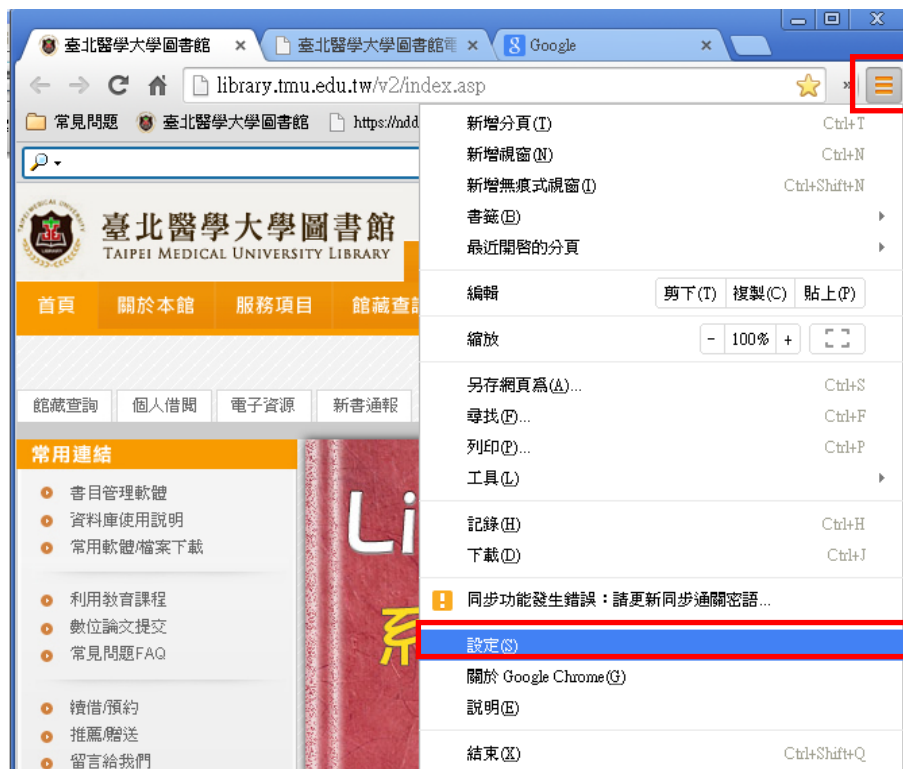 臺北醫學大學圖書館
臺北醫學大學圖書館電
Google
library.tmu.edu.tw/v2/index.asp
常見問題
臺北醫學大學圖書館
https://ndd
新增分頁(T) Ctrl+T
新增視窗(N) Ctrl+N
新增無痕式視窗(I) Ctrl+Shift+N
書籤(B)
最近開啓的分頁
編輯 剪下(T) 複製(C) 貼上(P)
縮放 - 100% +
另存網頁爲(A)... Ctrl+S
尋找(F)... Ctrl+F
列印(P)... Ctrl+P
工具(L)
記錄(H) Ctrl+H
下載(D) Ctrl+J
同步功能發生錯誤：請更新同步通關密語...
設定(S)
關於 Google Chrome(G)
說明(E)
結束(X) Ctrl+Shift+Q
臺北醫學大學圖書館
TAIPEI MEDICAL UNIVERSITY LIBRARY
首頁 關於本館 服務項目 館藏查詢
館藏查詢 個人借閱 電子資源 新書通報
常用連結
書目管理軟體
資料庫使用說明
常用軟體/檔案下載
利用教育課程
數位論文提交
常見問題FAQ
續借/預約
推薦/贈送
留言給我們
Li
系